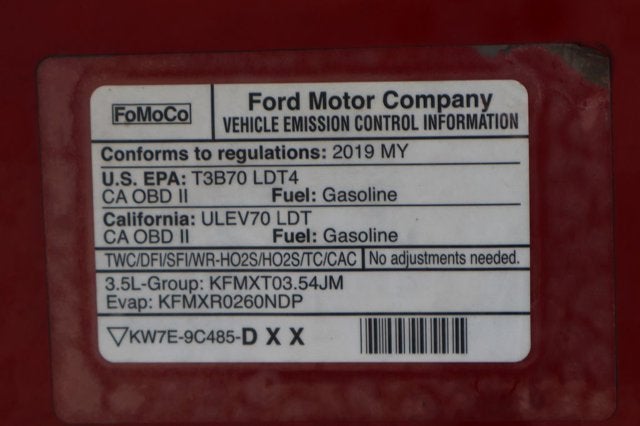 FoMoCo
Ford Motor Company
VEHICLE EMISSION CONTROL INFORMATION
Conforms to regulations: 2019 MY
U.S. EPA: T3B70 LDT4
CA OBD II Fuel: Gasoline
California: ULEV70 LDT
CA OBD II Fuel: Gasoline
TWC/DFI/SFI/WR-HO2S/HO2S/TC/CAC No adjustments needed.
3.5L-Group: KFMXT03.54JM
Evap: KFMXR0260NDP
▽KW7E-9C485-D X X